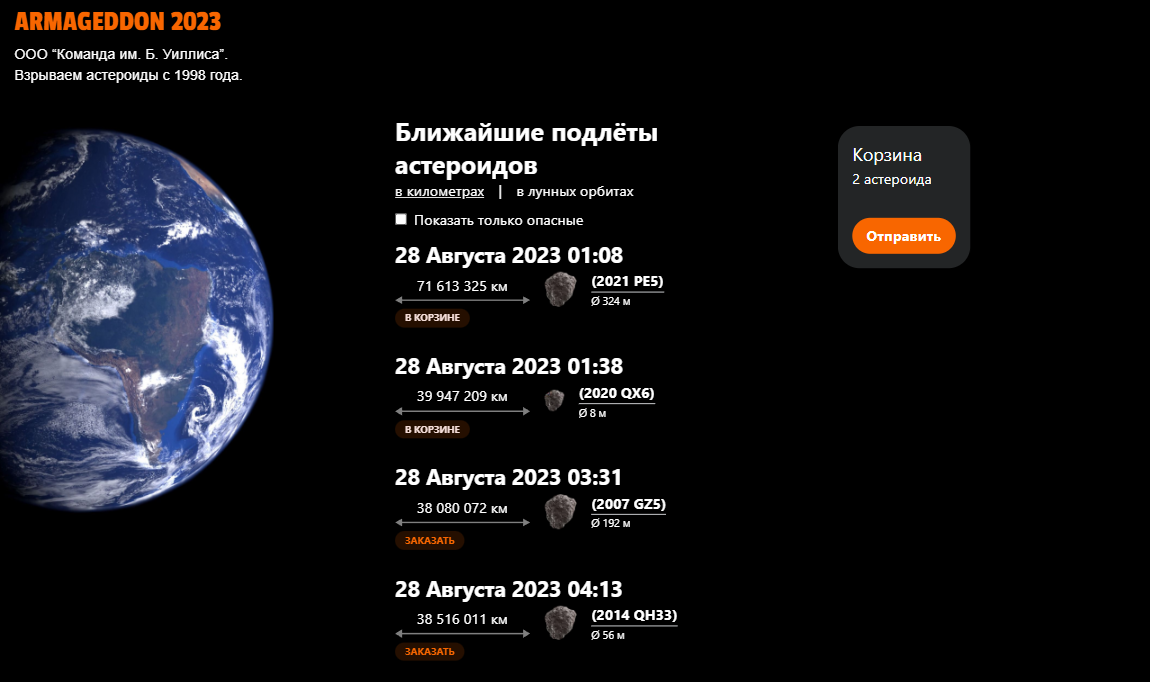 ARMAGEDDON 2023
ООО “Команда им. Б. Уиллиса”.
Взрываем астероиды с 1998 года.
Ближайшие подлёты
астероидов
в километрах | в лунных орбитах
Показать только опасные
28 Августа 2023 01:08
71 613 325 км
(2021 PE5)
Ø 324 м
В КОРЗИНЕ
28 Августа 2023 01:38
39 947 209 км
(2020 QX6)
Ø 8 м
В КОРЗИНЕ
28 Августа 2023 03:31
38 080 072 км
(2007 GZ5)
Ø 192 м
ЗАКАЗАТЬ
28 Августа 2023 04:13
38 516 011 км
(2014 QH33)
Ø 56 м
ЗАКАЗАТЬ
Корзина
2 астероида
Отправить